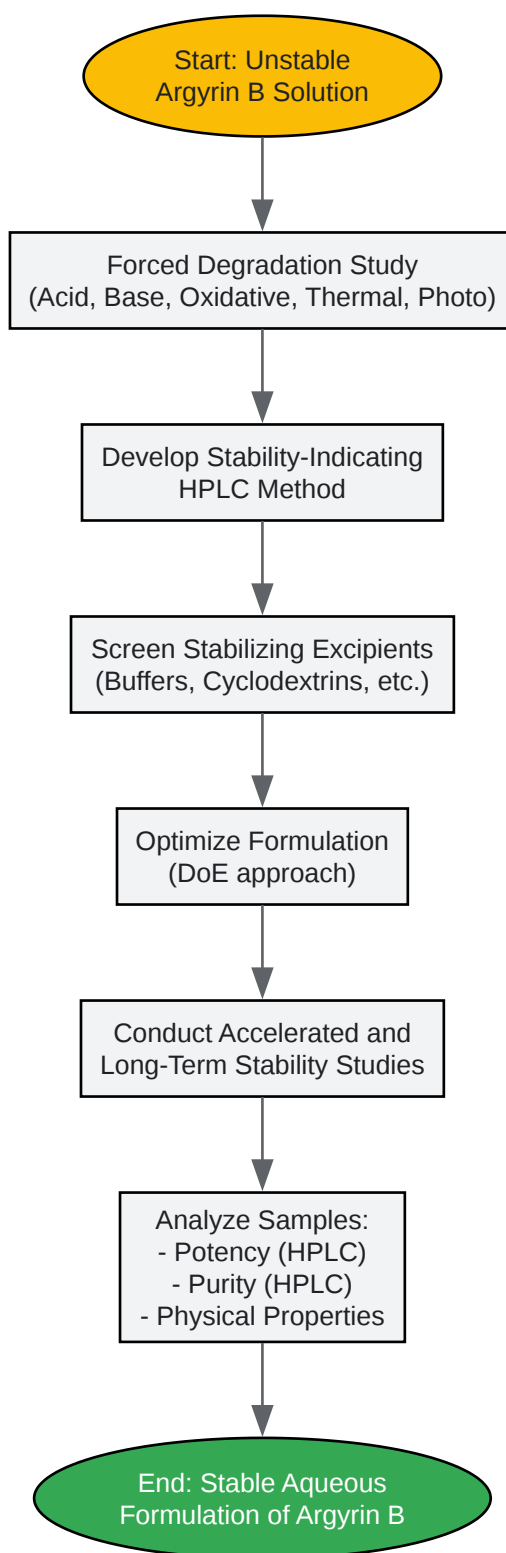 Start: Unstable
Argyrin B Solution
Forced Degradation Study
(Acid, Base, Oxidative, Thermal, Photo)
Develop Stability-Indicating
HPLC Method
Screen Stabilizing Excipients
(Buffers, Cyclodextrins, etc.)
Optimize Formulation
(DoE approach)
Conduct Accelerated and
Long-Term Stability Studies
Analyze Samples:
- Potency (HPLC)
- Purity (HPLC)
- Physical Properties
End: Stable Aqueous
Formulation of Argyrin B